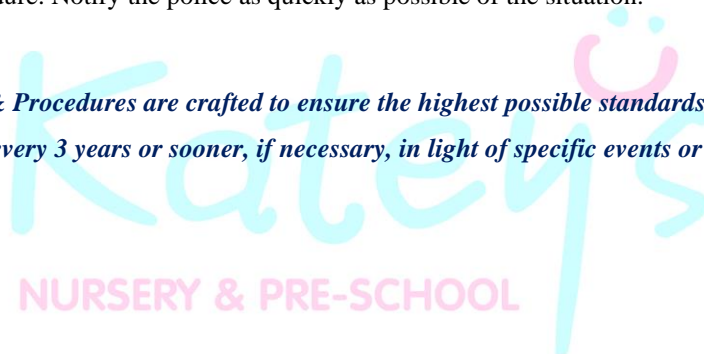 dure. Notify the police as quickly as possible of the situation.
& Procedures are crafted to ensure the highest possible standards
every 3 years or sooner, if necessary, in light of specific events or
Kateys
NURSERY & PRE-SCHOOL